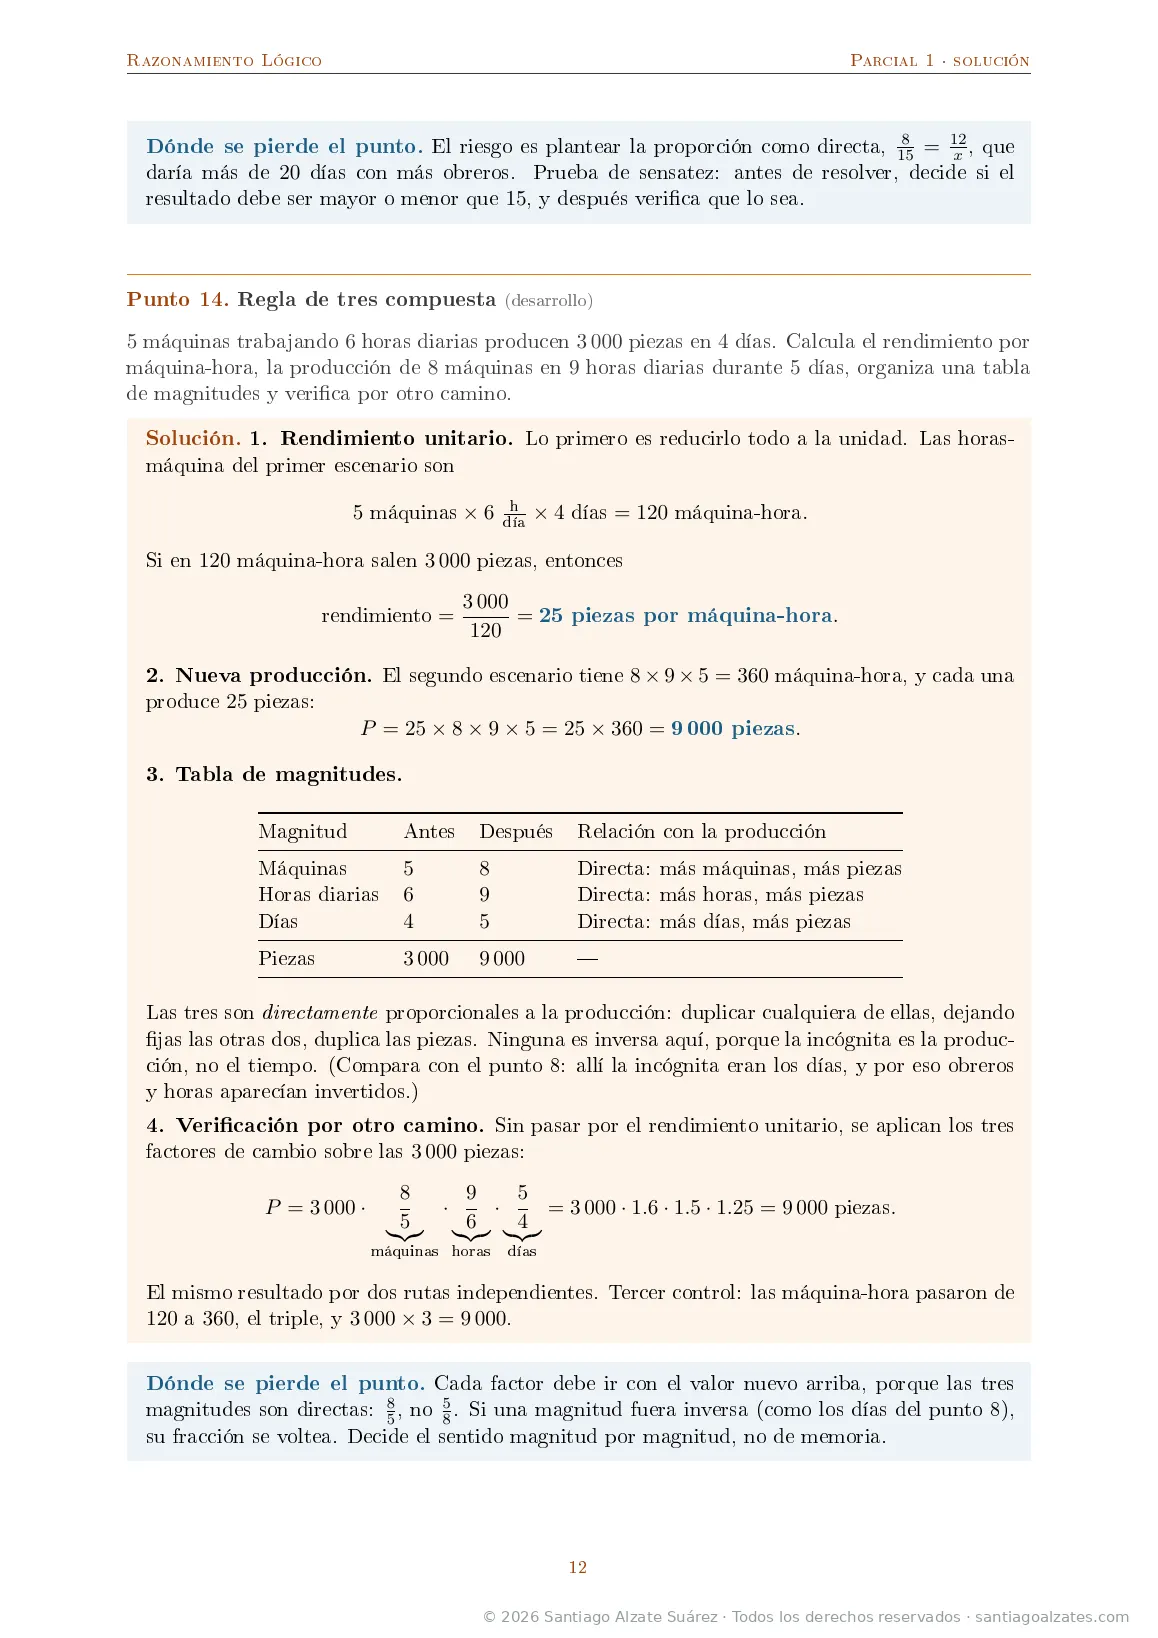 Razonamiento Lógico Parcial 1 · solución
Dónde se pierde el punto. El riesgo es plantear la proporción como directa, 8/15 = 12/x, que
daría más de 20 días con más obreros. Prueba de sensatez: antes de resolver, decide si el
resultado debe ser mayor o menor que 15, y después verifica que lo sea.
Punto 14. Regla de tres compuesta (desarrollo)
5 máquinas trabajando 6 horas diarias producen 3 000 piezas en 4 días. Calcula el rendimiento por
máquina-hora, la producción de 8 máquinas en 9 horas diarias durante 5 días, organiza una tabla
de magnitudes y verifica por otro camino.
Solución. 1. Rendimiento unitario. Lo primero es reducirlo todo a la unidad. Las horas-
máquina del primer escenario son
5 máquinas × 6 h/día × 4 días = 120 máquina-hora.
Si en 120 máquina-hora salen 3 000 piezas, entonces
rendimiento = 3 000/120 = 25 piezas por máquina-hora.
2. Nueva producción. El segundo escenario tiene 8 × 9 × 5 = 360 máquina-hora, y cada una
produce 25 piezas:
P = 25 × 8 × 9 × 5 = 25 × 360 = 9 000 piezas.
3. Tabla de magnitudes.
Magnitud Antes Después Relación con la producción
Máquinas 5 8 Directa: más máquinas, más piezas
Horas diarias 6 9 Directa: más horas, más piezas
Días 4 5 Directa: más días, más piezas
Piezas 3 000 9 000 —
Las tres son directamente proporcionales a la producción: duplicar cualquiera de ellas, dejando
fijas las otras dos, duplica las piezas. Ninguna es inversa aquí, porque la incógnita es la produc-
ción, no el tiempo. (Compara con el punto 8: allí la incógnita eran los días, y por eso obreros
y horas aparecían invertidos.)
4. Verificación por otro camino. Sin pasar por el rendimiento unitario, se aplican los tres
factores de cambio sobre las 3 000 piezas:
P = 3 000 · 8/5 · 9/6 · 5/4 = 3 000 · 1.6 · 1.5 · 1.25 = 9 000 piezas.
máquinas horas días
El mismo resultado por dos rutas independientes. Tercer control: las máquina-hora pasaron de
120 a 360, el triple, y 3 000 × 3 = 9 000.
Dónde se pierde el punto. Cada factor debe ir con el valor nuevo arriba, porque las tres
magnitudes son directas: 8/5, no 5/8. Si una magnitud fuera inversa (como los días del punto 8),
su fracción se voltea. Decide el sentido magnitud por magnitud, no de memoria.
12
© 2026 Santiago Alzate Suárez · Todos los derechos reservados · santiagoalzates.com